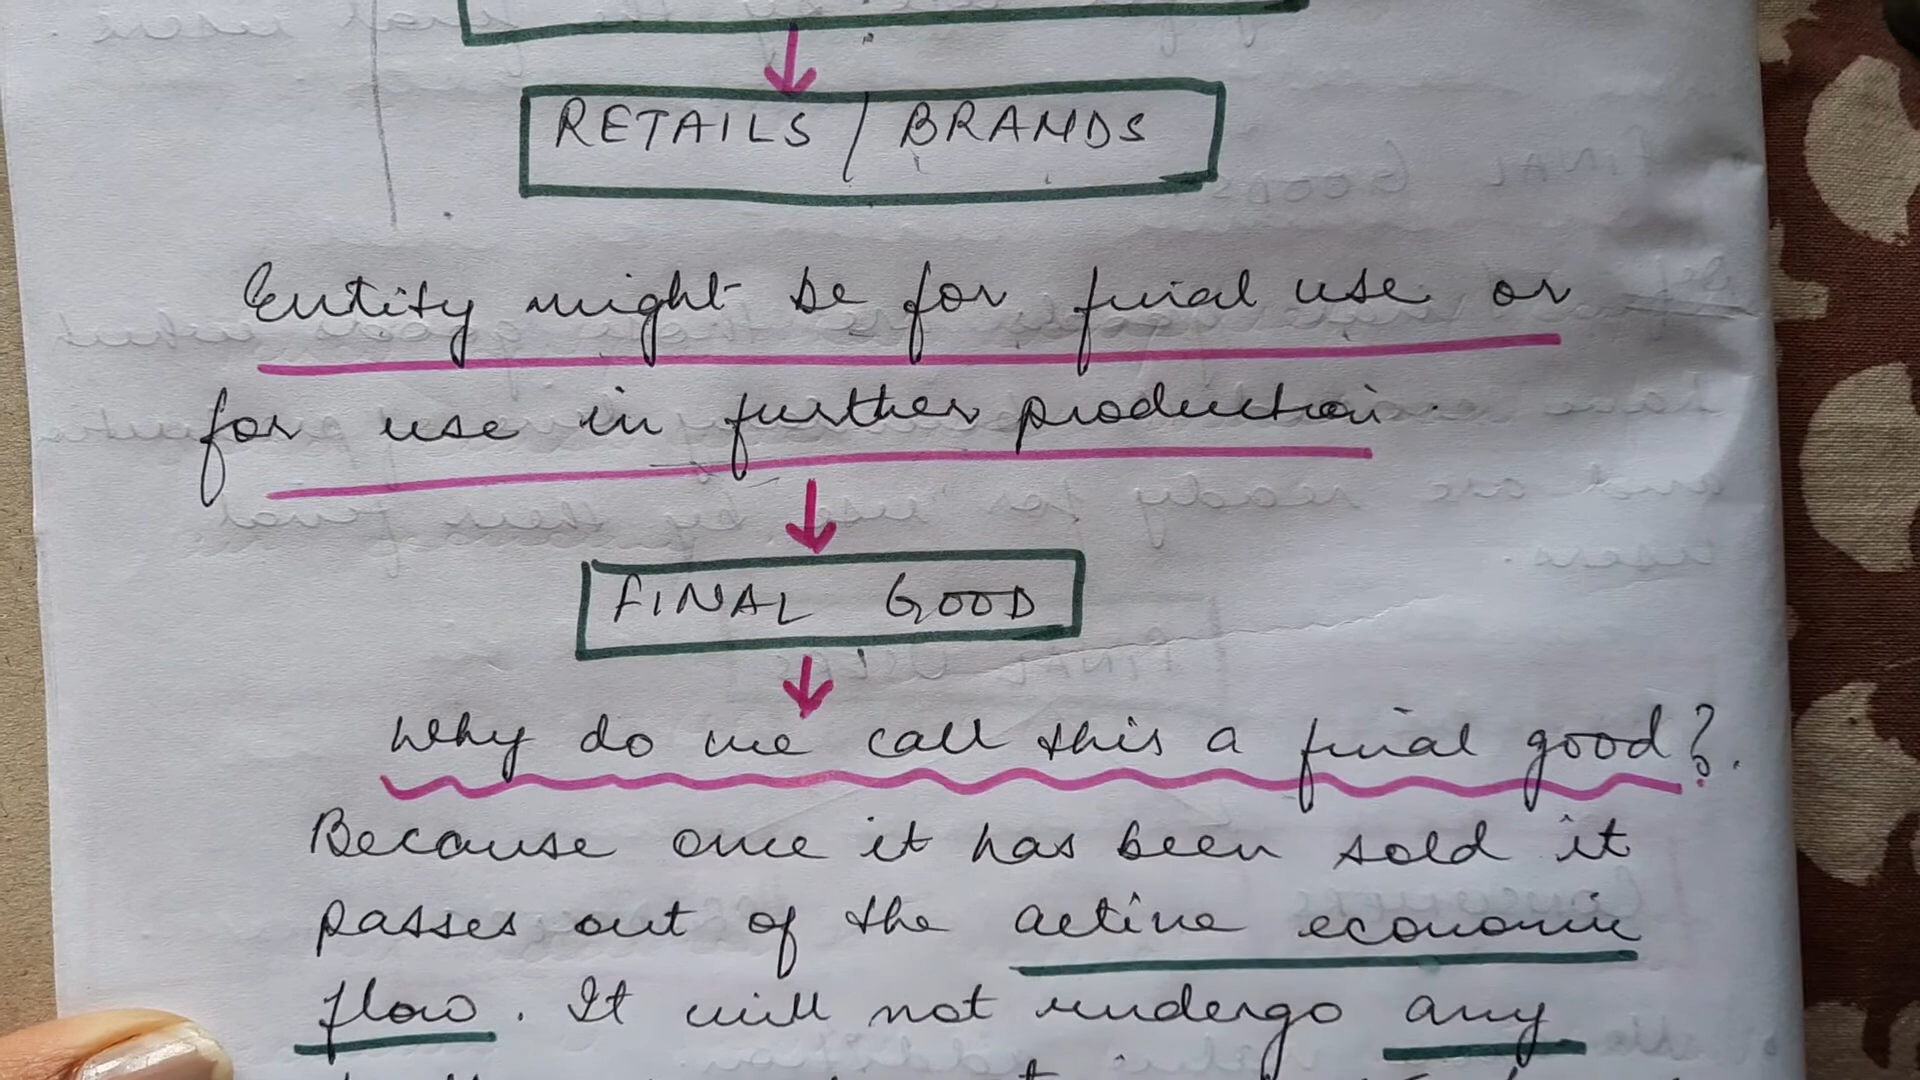 RETAILS / BRANDS
Entity might be for final use or
for use in further production.
FINAL GOOD
Why do we call this a final good?
Because once it has been sold it
passes out of the active economic
flow. It will not undergo any